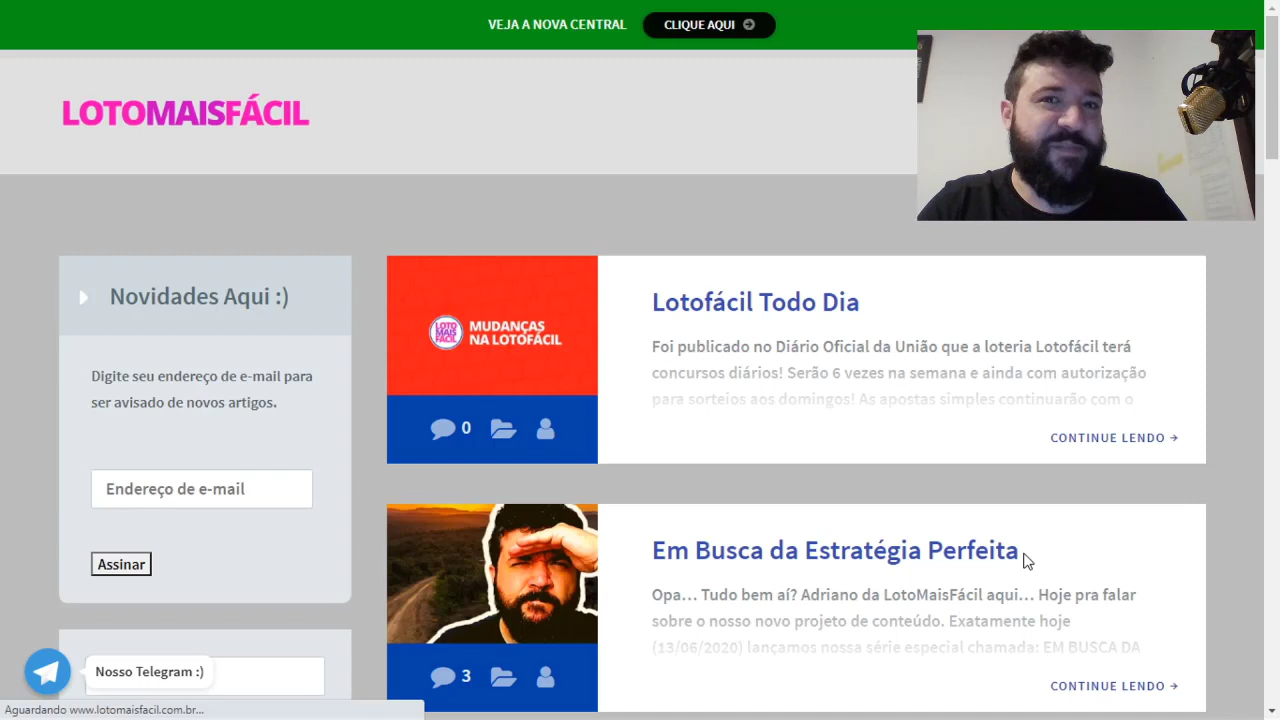 VEJA A NOVA CENTRAL
CLIQUE AQUI
LOTOMAISFÁCIL
Novidades Aqui :)
Digite seu endereço de e-mail para
ser avisado de novos artigos.
Endereço de e-mail
Assinar
Nosso Telegram :)
Aguardando www.lotomaisfacil.com.br...
LOTO
MAIS
FÁCIL
MUDANÇAS
NA LOTOFÁCIL
0
Lotofácil Todo Dia
Foi publicado no Diário Oficial da União que a loteria Lotofácil terá
concursos diários! Serão 6 vezes na semana e ainda com autorização
para sorteios aos domingos! As apostas simples continuarão com o
CONTINUE LENDO →
3
Em Busca da Estratégia Perfeita
Opa… Tudo bem aí? Adriano da LotoMaisFácil aqui… Hoje pra falar
sobre o nosso novo projeto de conteúdo. Exatamente hoje
(13/06/2020) lançamos nossa série especial chamada: EM BUSCA DA
CONTINUE LENDO →